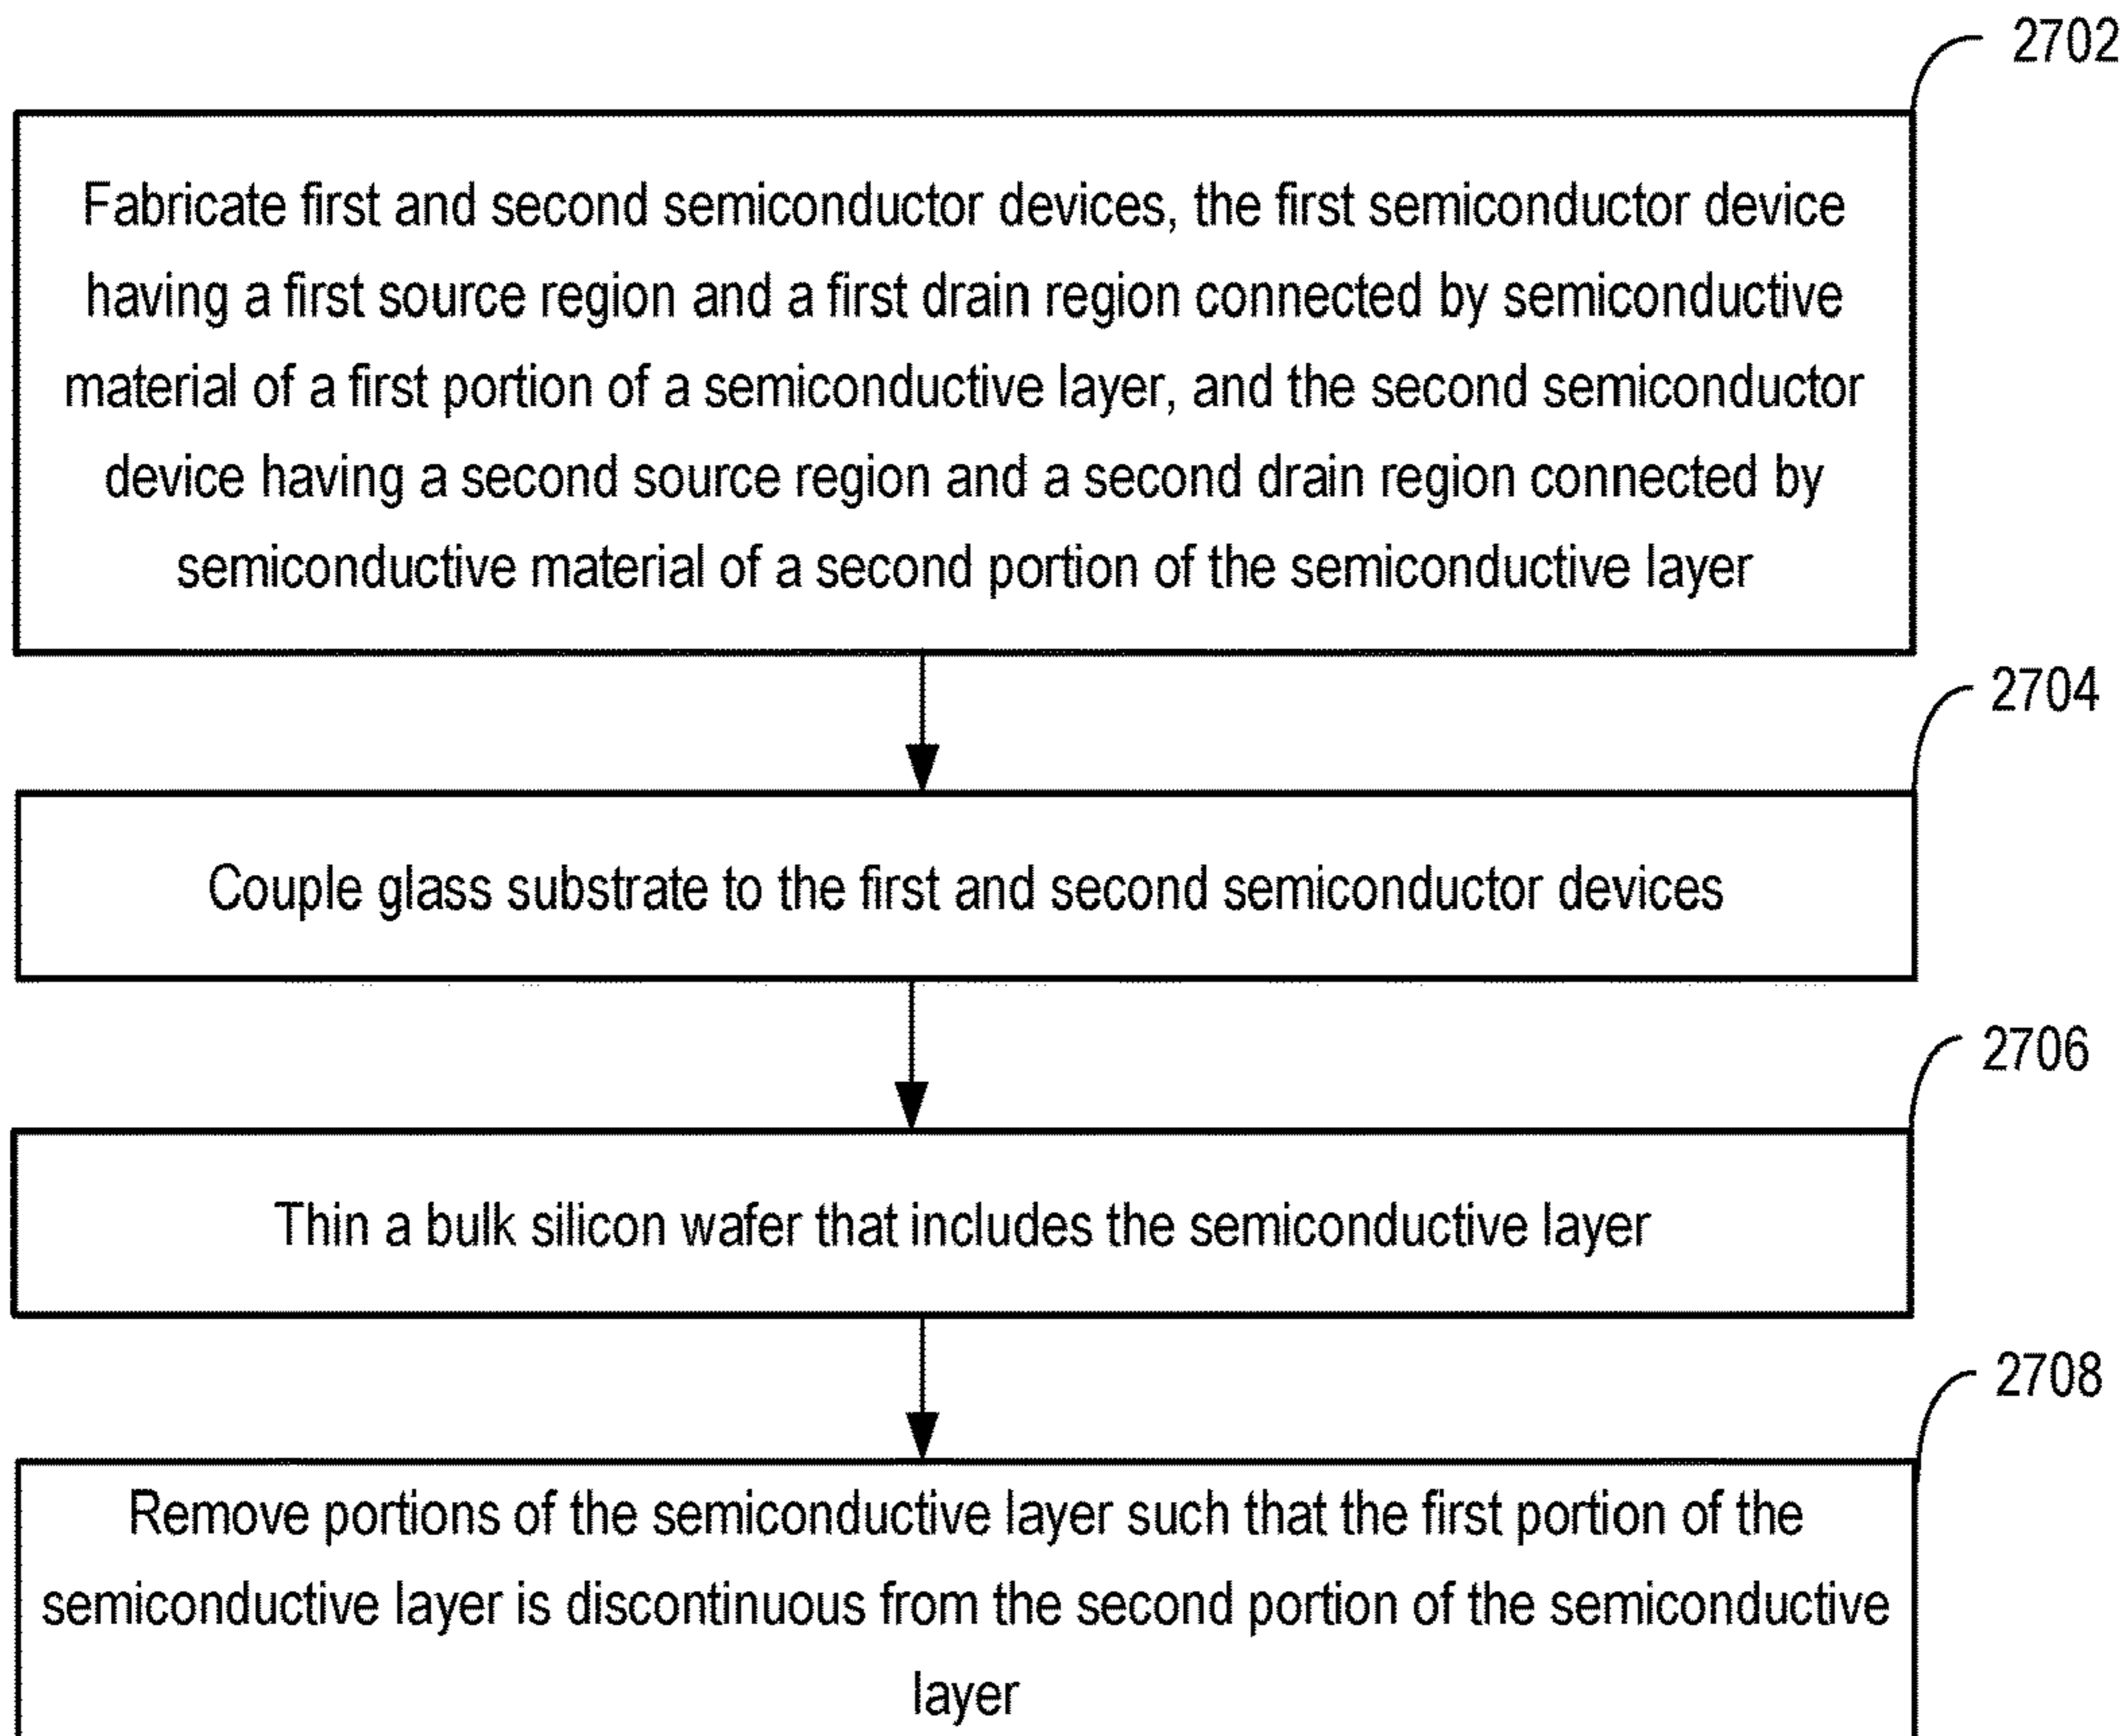 2702
Fabricate first and second semiconductor devices, the first semiconductor device
having a first source region and a first drain region connected by semiconductive
material of a first portion of a semiconductive layer, and the second semiconductor
device having a second source region and a second drain region connected by
semiconductive material of a second portion of the semiconductive layer
2704
Couple glass substrate to the first and second semiconductor devices
2706
Thin a bulk silicon wafer that includes the semiconductive layer
2708
Remove portions of the semiconductive layer such that the first portion of the
semiconductive layer is discontinuous from the second portion of the semiconductive
layer